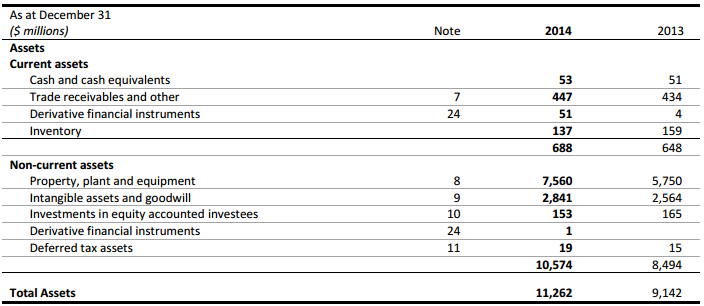 As at December 31
($ millions) Note 2014 2013
Assets
Current assets
Cash and cash equivalents 53 51
Trade receivables and other 7 447 434
Derivative financial instruments 24 51 4
Inventory 137 159
688 648
Non-current assets
Property, plant and equipment 8 7,560 5,750
Intangible assets and goodwill 9 2,841 2,564
Investments in equity accounted investees 10 153 165
Derivative financial instruments 24 1
Deferred tax assets 11 19 15
10,574 8,494
Total Assets 11,262 9,142